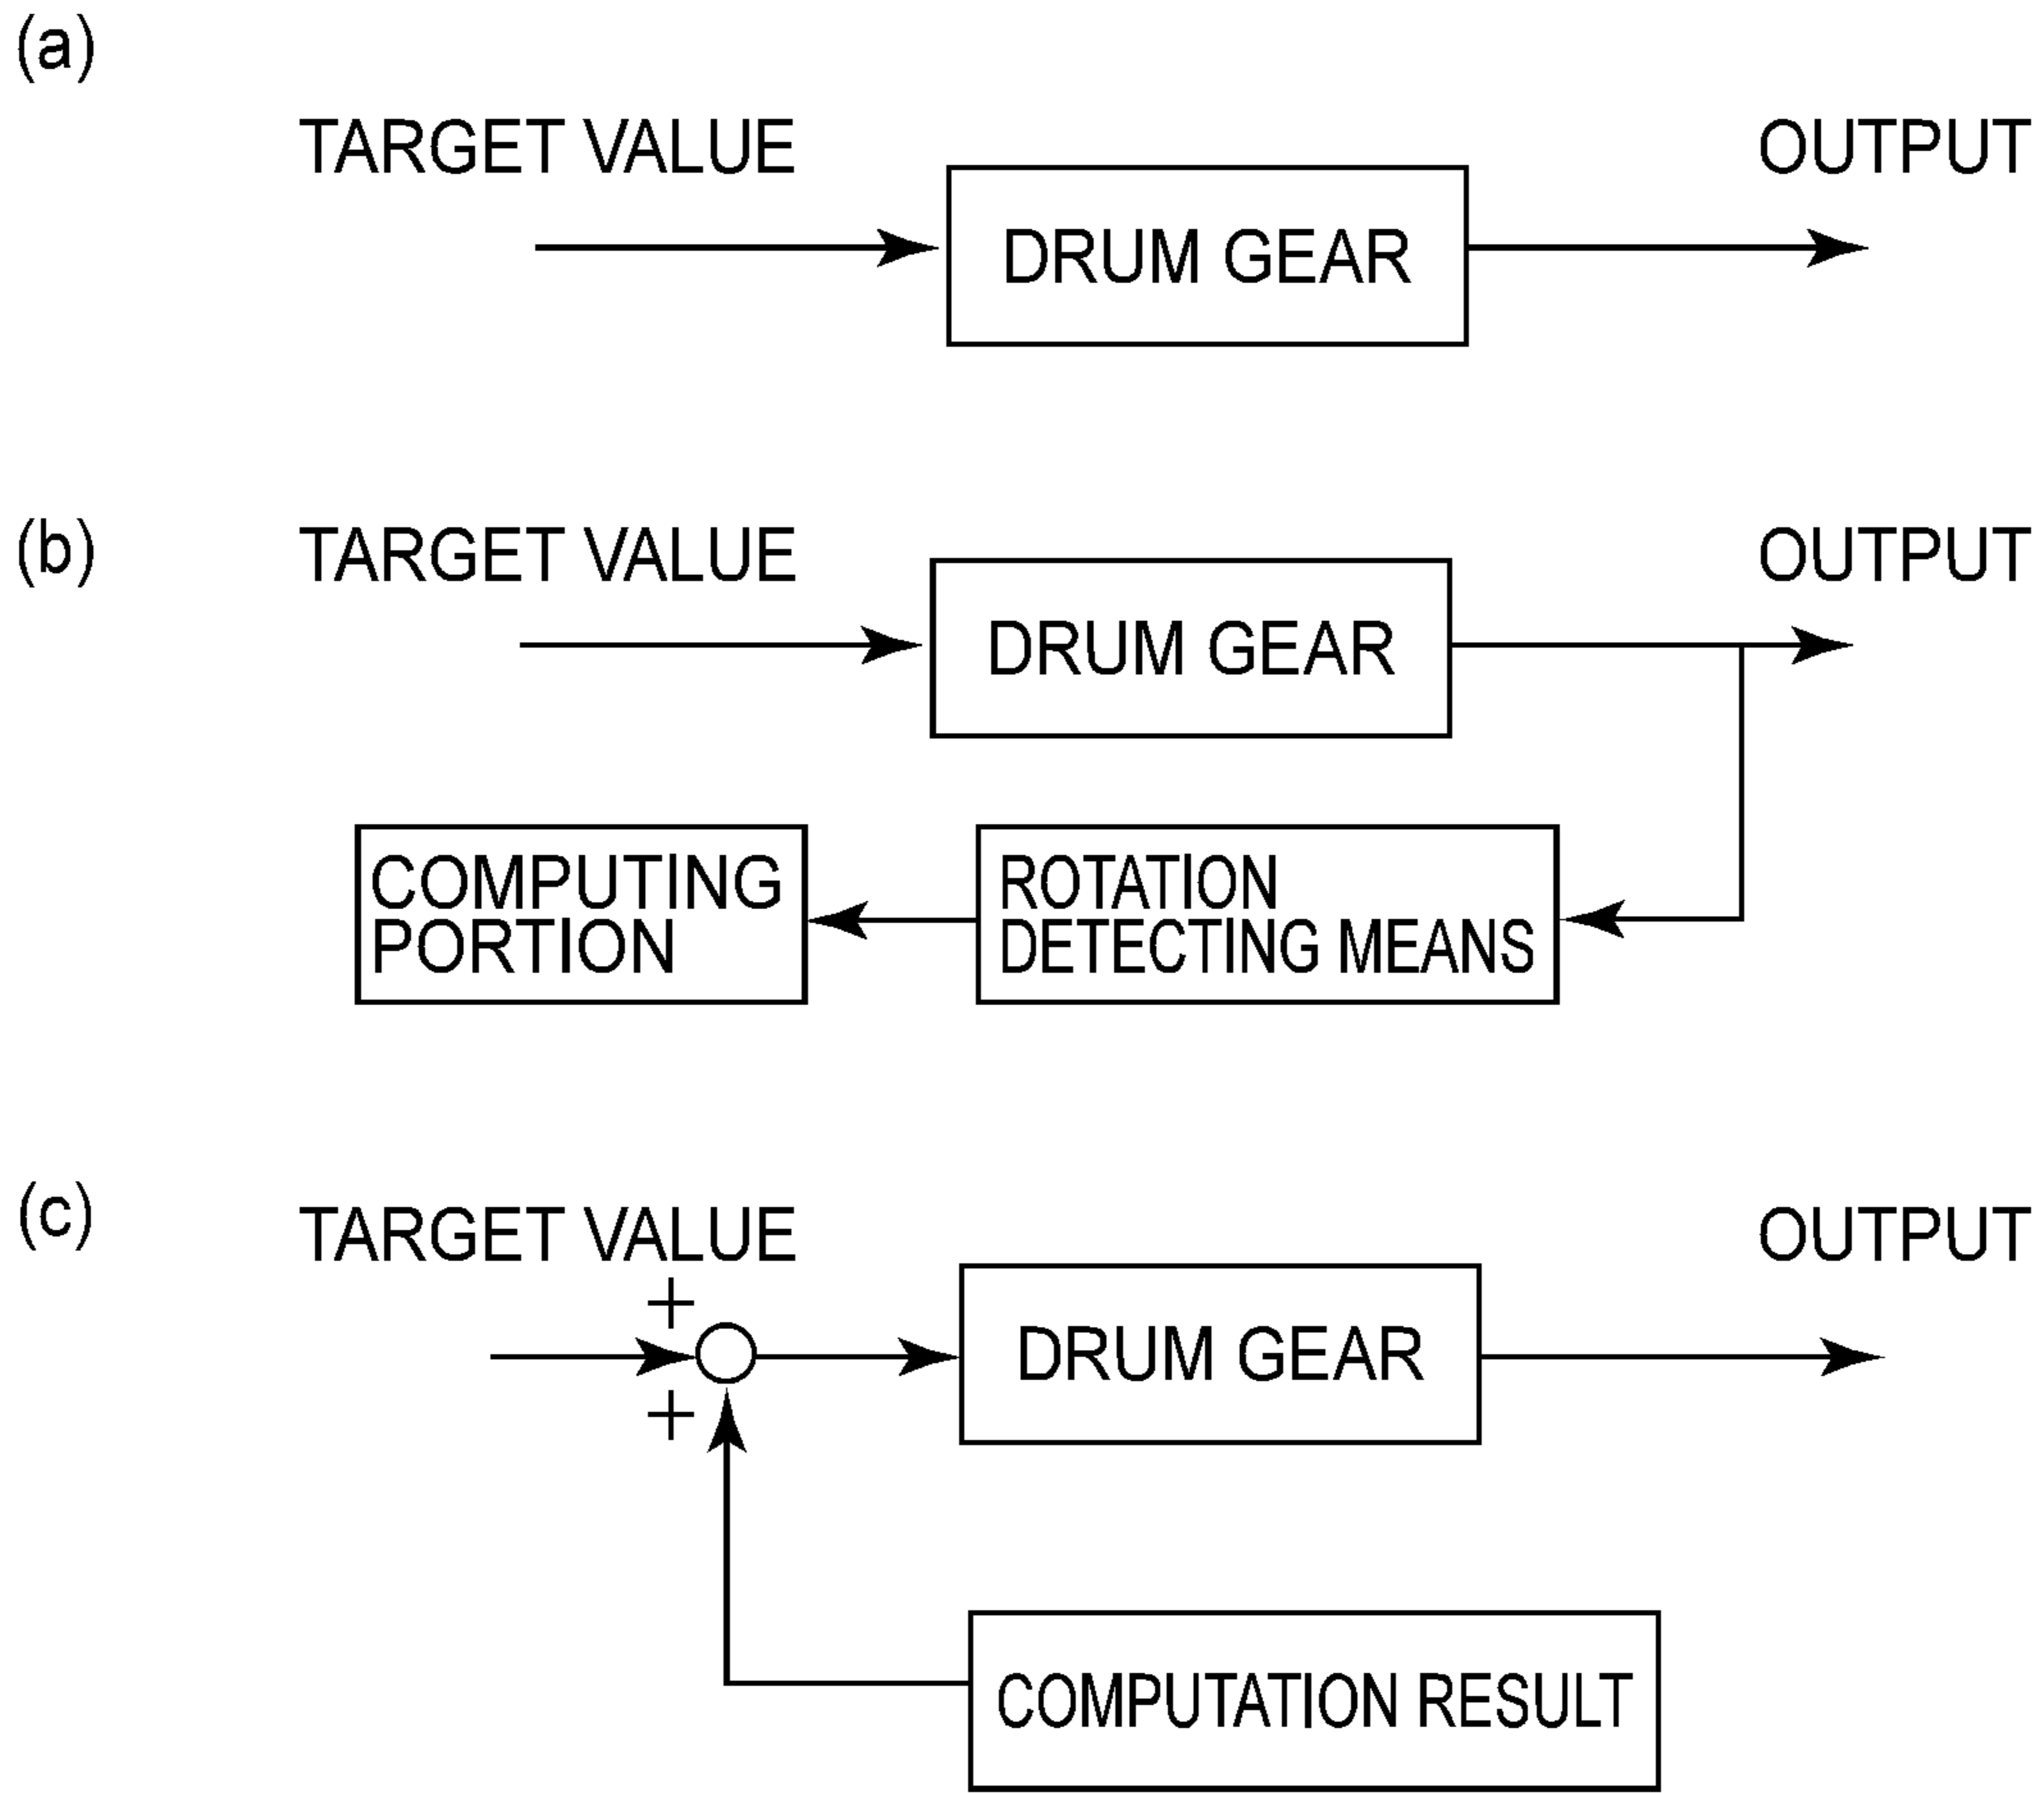 (a)
TARGET VALUE
OUTPUT
DRUM GEAR
(b)
TARGET VALUE
OUTPUT
DRUM GEAR
COMPUTING
PORTION
ROTATION
DETECTING MEANS
(c)
TARGET VALUE
OUTPUT
+
DRUM GEAR
+
COMPUTATION RESULT